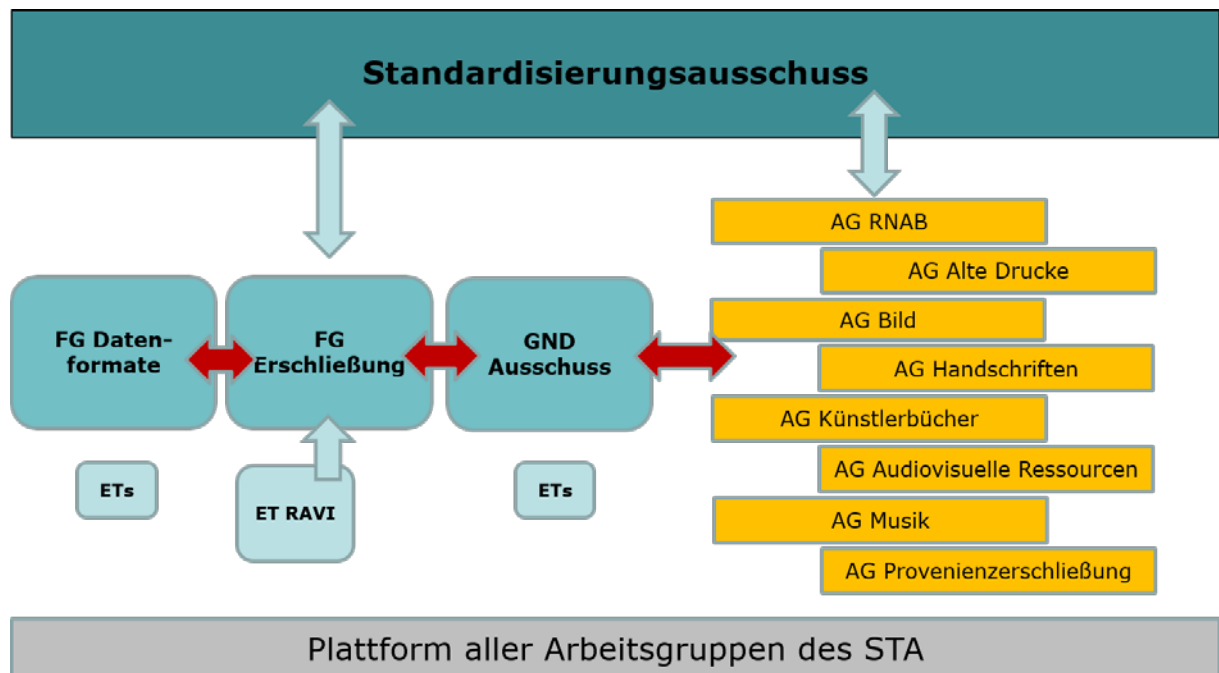 Standardisierungsausschuss
FG Daten-
formate
FG
Erschließung
GND
Ausschuss
ETs
ET RAVI
ETs
AG RNAB
AG Alte Drucke
AG Bild
AG Handschriften
AG Künstlerbücher
AG Audiovisuelle Ressourcen
AG Musik
AG Provenienzerschließung
Plattform aller Arbeitsgruppen des STA